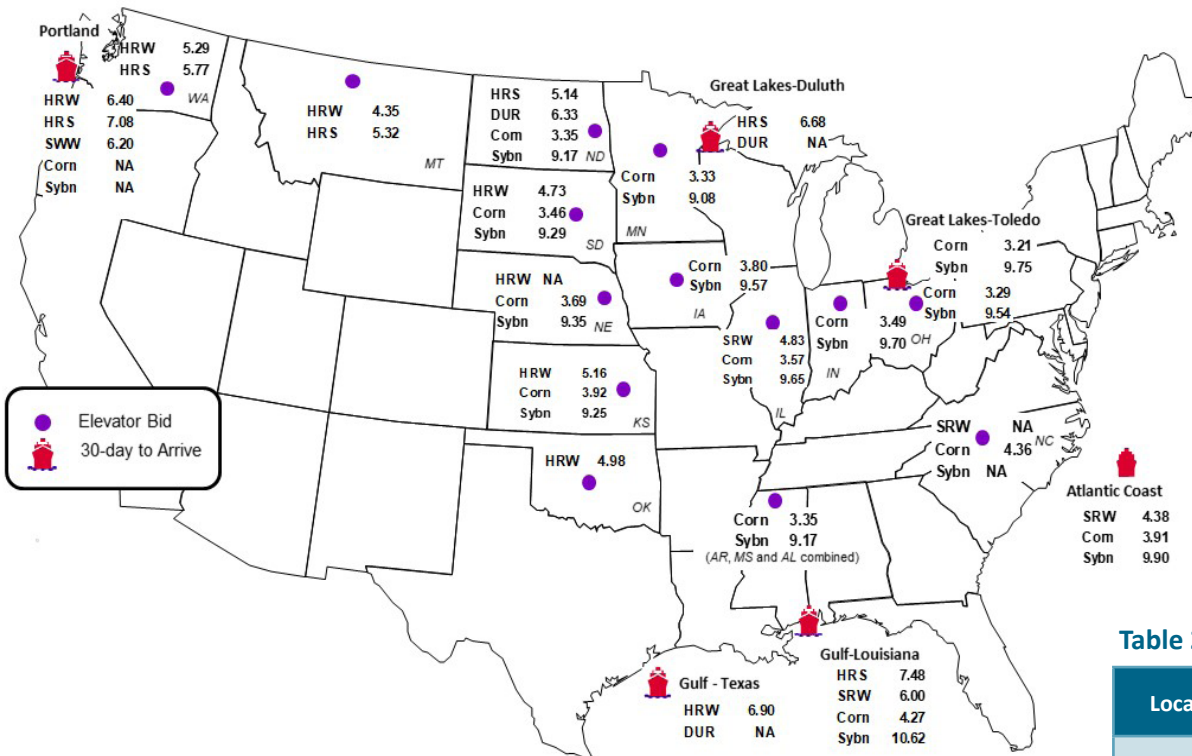 Portland
HRW 5.29
HRS 5.77
WA
HRW 6.40
HRS 7.08
SWW 6.20
Corn NA
Sybn NA
HRW 4.35
HRS 5.32
MT
HRS 5.14
DUR 6.33
Corn 3.35
Sybn 9.17 ND
HRW 4.73
Corn 3.46
Sybn 9.29
SD
HRW NA
Corn 3.69
Sybn 9.35 NE
HRW 5.16
Corn 3.92
Sybn 9.25
KS
HRW 4.98
OK
Great Lakes-Duluth
HRS 6.68
DUR NA
Corn 3.33
Sybn 9.08
MN
Corn 3.80
Sybn 9.57
IA
SRW 4.83
Corn 3.57
Sybn 9.65
IL
Great Lakes-Toledo
Corn 3.21
Sybn 9.75
Corn 3.29
Sybn 9.54
OH
Corn 3.49
Sybn 9.70
IN
SRW NA
Corn 4.36
Sybn NA
NC
Atlantic Coast
SRW 4.38
Corn 3.91
Sybn 9.90
Corn 3.35
Sybn 9.17
(AR, MS and AL combined)
Gulf-Louisiana
HRS 7.48
SRW 6.00
Corn 4.27
Sybn 10.62
Gulf - Texas
HRW 6.90
DUR NA
Elevator Bid
30-day to Arrive
Table
Loca